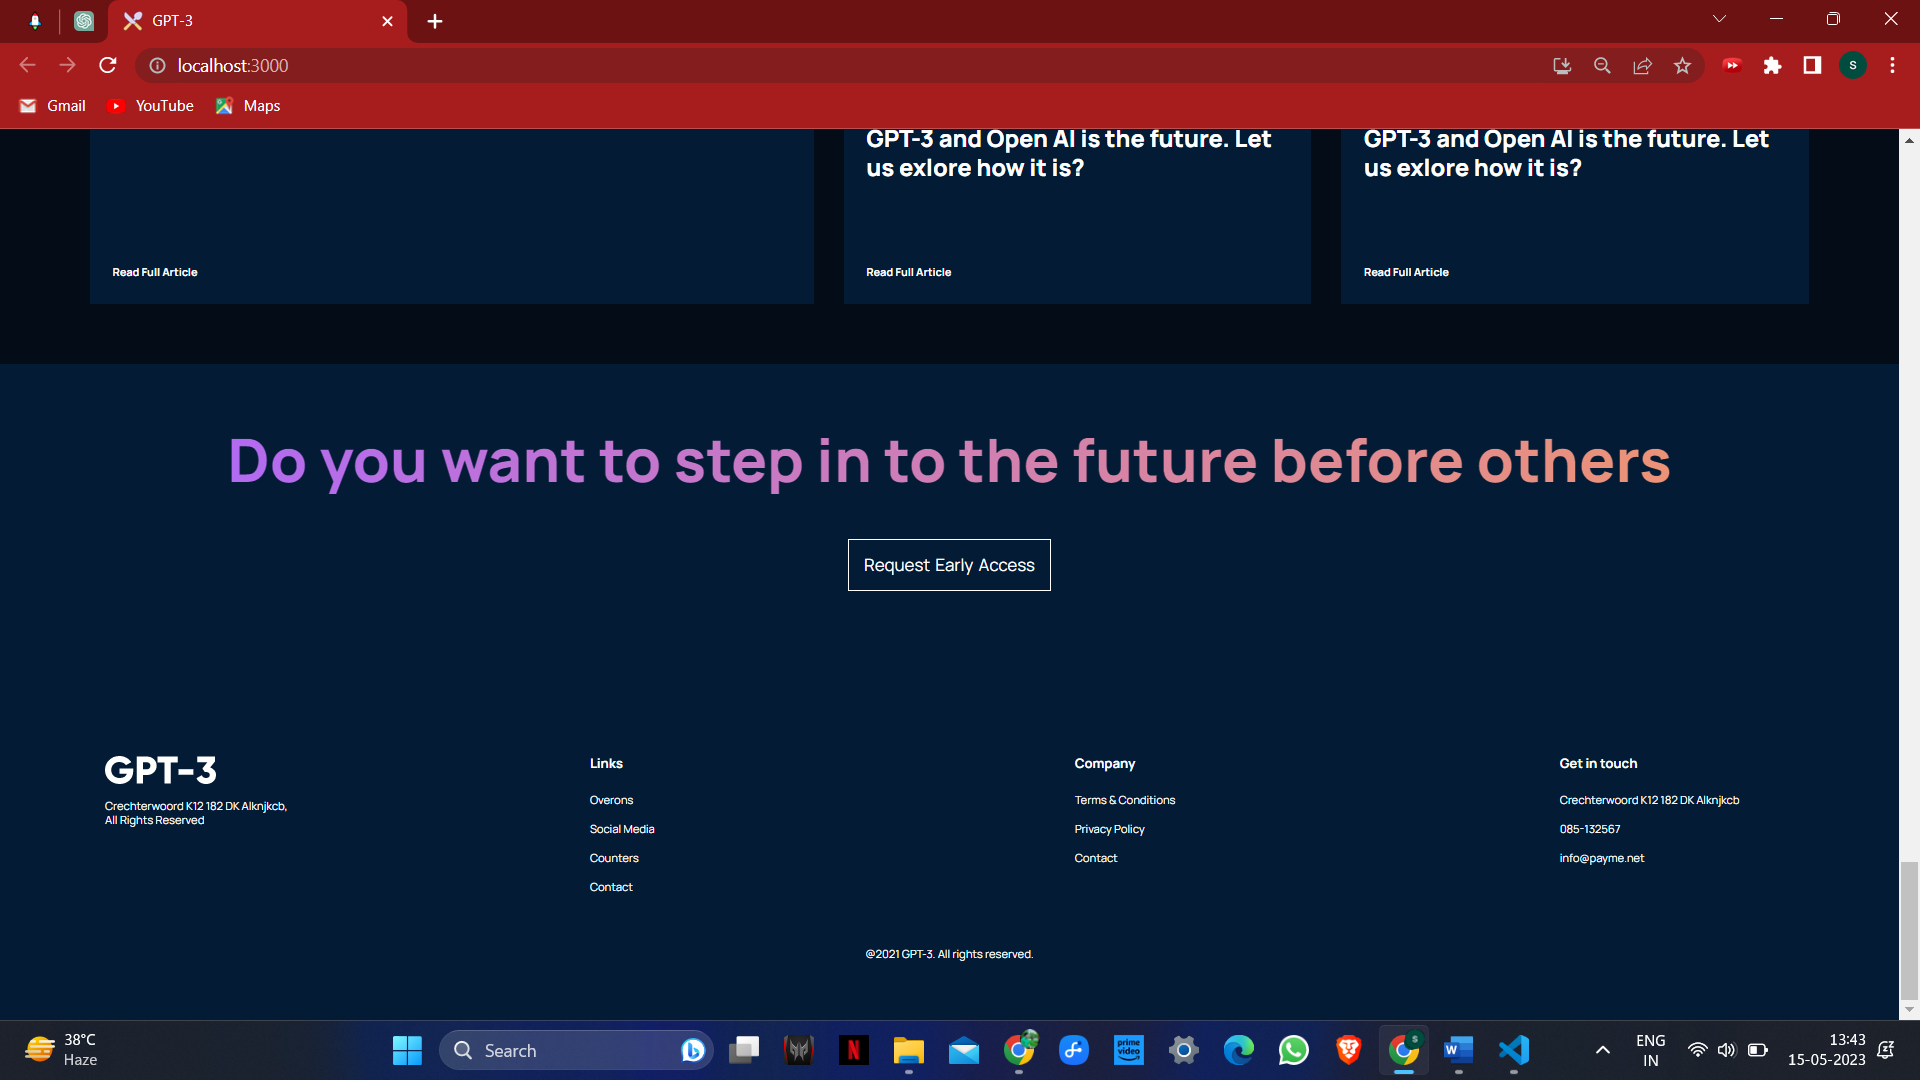 GPT-3
localhost:3000
S
Gmail
YouTube
Maps
GPT-3 and Open AI is the future. Let
us exlore how it is?
GPT-3 and Open AI is the future. Let
us exlore how it is?
Read Full Article
Read Full Article
Read Full Article
Do you want to step in to the future before others
Request Early Access
GPT-3
Crechterwoord K12 182 DK Alknjkcb,
All Rights Reserved
Links
Overons
Social Media
Counters
Contact
Company
Terms & Conditions
Privacy Policy
Contact
Get in touch
Crechterwoord K12 182 DK Alknjkcb
085-132567
info@payme.net
@2021 GPT-3. All rights reserved.
38°C
Haze
Search
N
prime video
S
W
ENG
IN
13:43
15-05-2023